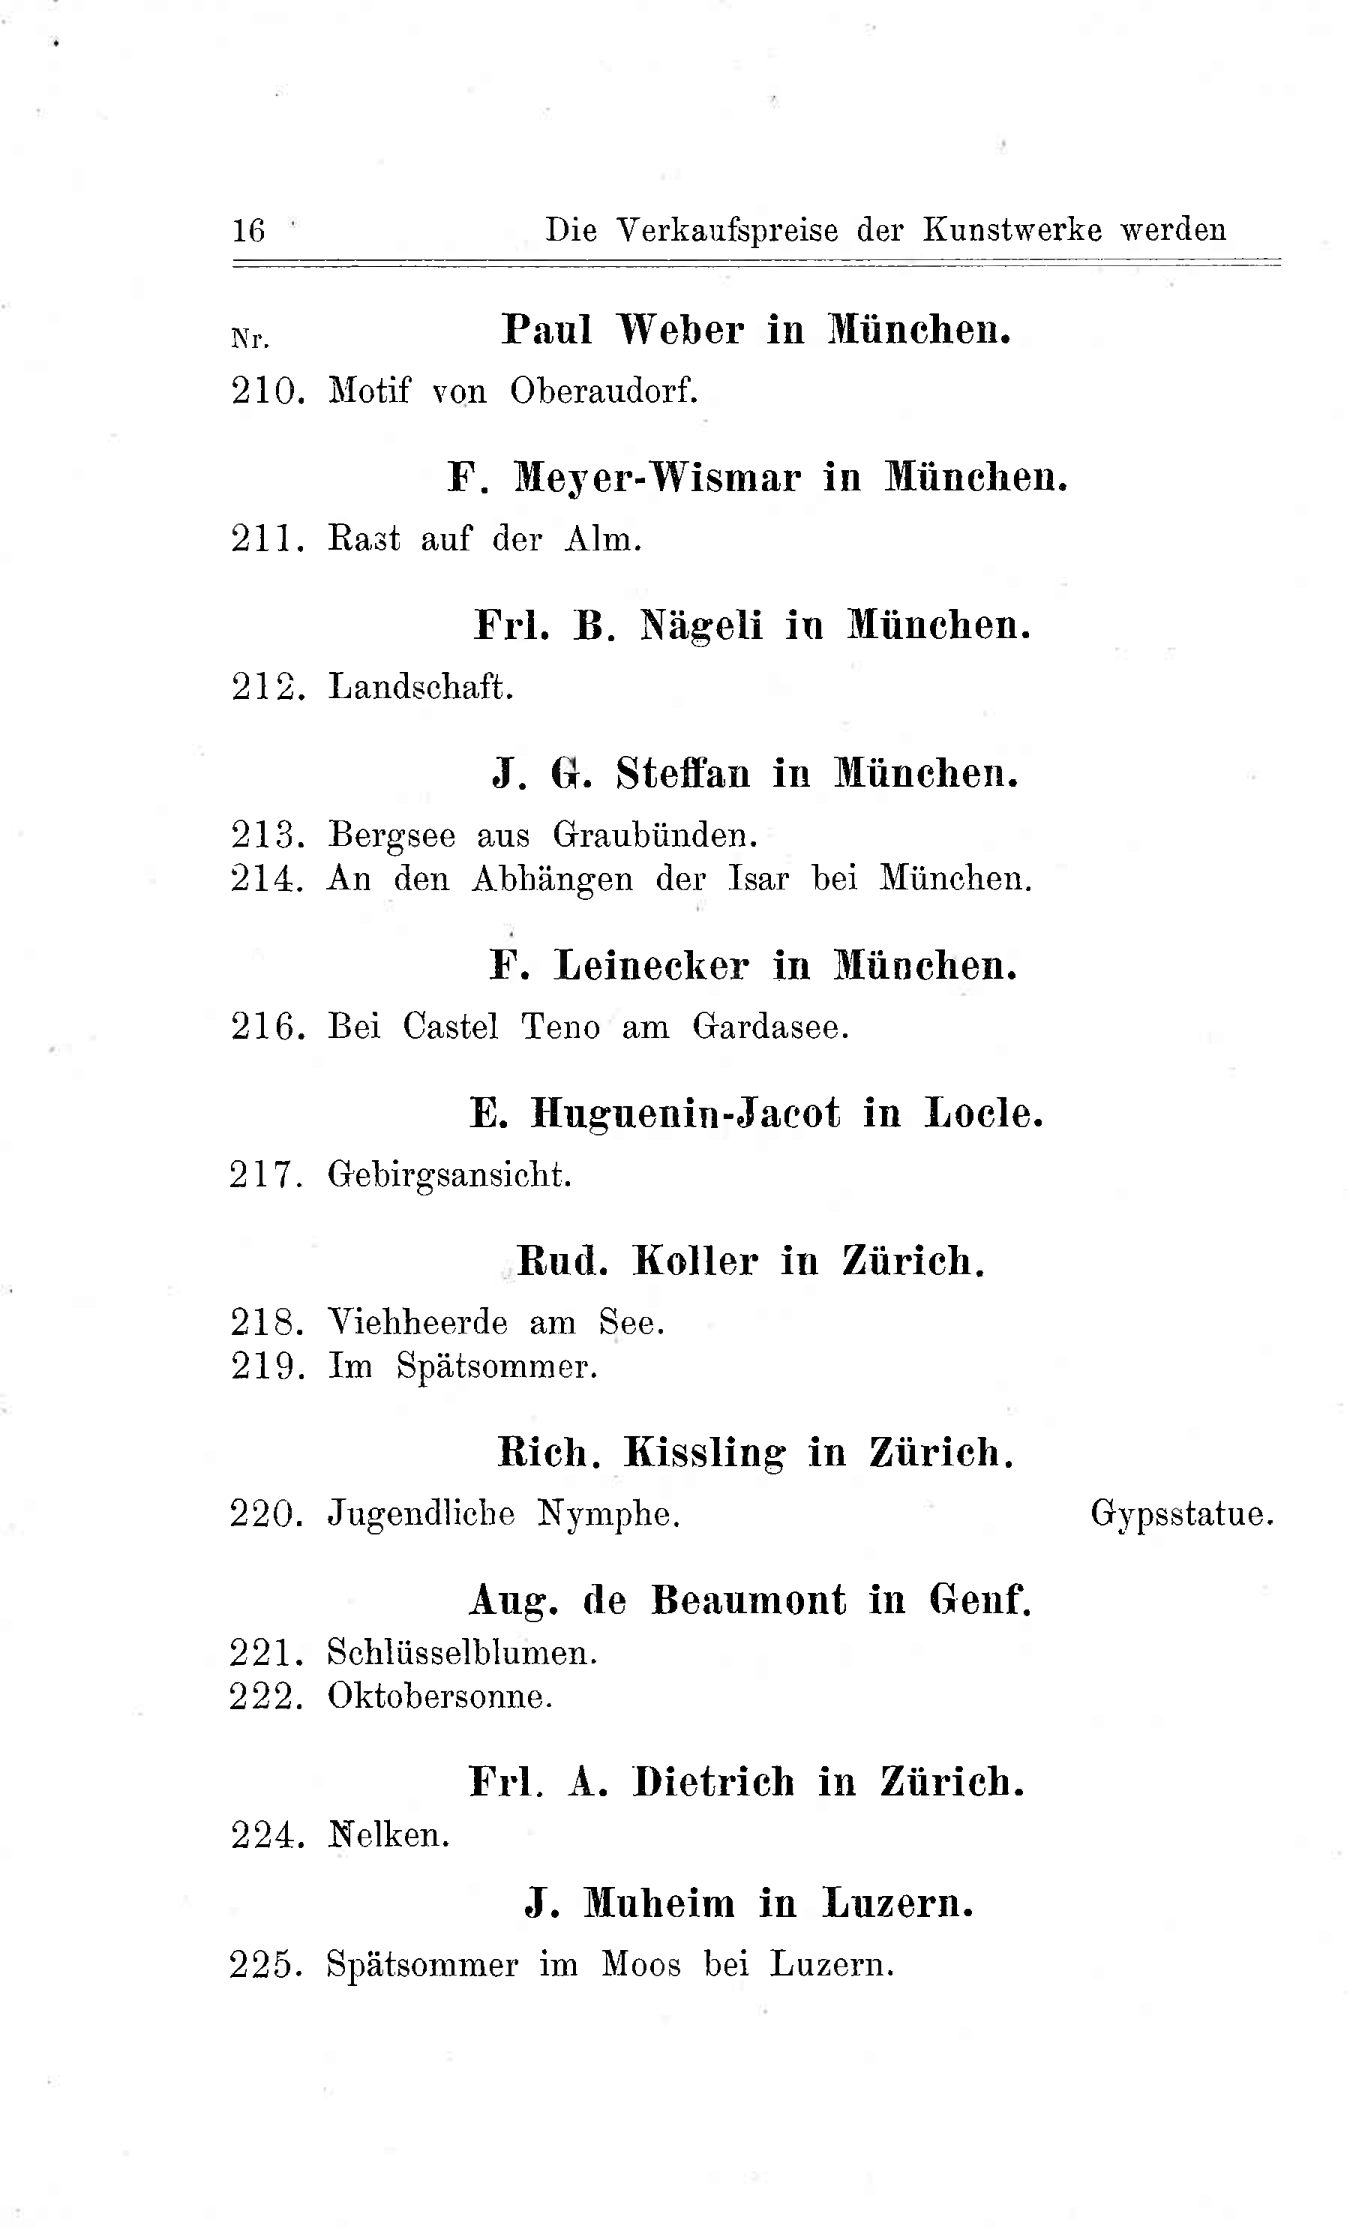 16 Die Verkaufspreise der Kunstwerke werden
Nr. Paul Weber in München.
210. Motif von Oberaudorf.
F. Meyer-Wismar in München.
211. Rast auf der Alm.
Frl. B. Nägeli in München.
212. Landschaft.
J. G. Steffan in München.
213. Bergsee aus Graubünden.
214. An den Abhängen der Isar bei München.
F. Leinecker in München.
216. Bei Castel Teno am Gardasee.
E. Huguenin-Jacot in Locle.
217. Gebirgsansicht.
Rud. Koller in Zürich.
218. Viehheerde am See.
219. Im Spätsommer.
Rich. Kissling in Zürich.
220. Jugendliche Nymphe. Gypsstatue.
Aug. de Beaumont in Genf.
221. Schlüsselblumen.
222. Oktobersonne.
Frl. A. Dietrich in Zürich.
224. Nelken.
J. Muheim in Luzern.
225. Spätsommer im Moos bei Luzern.